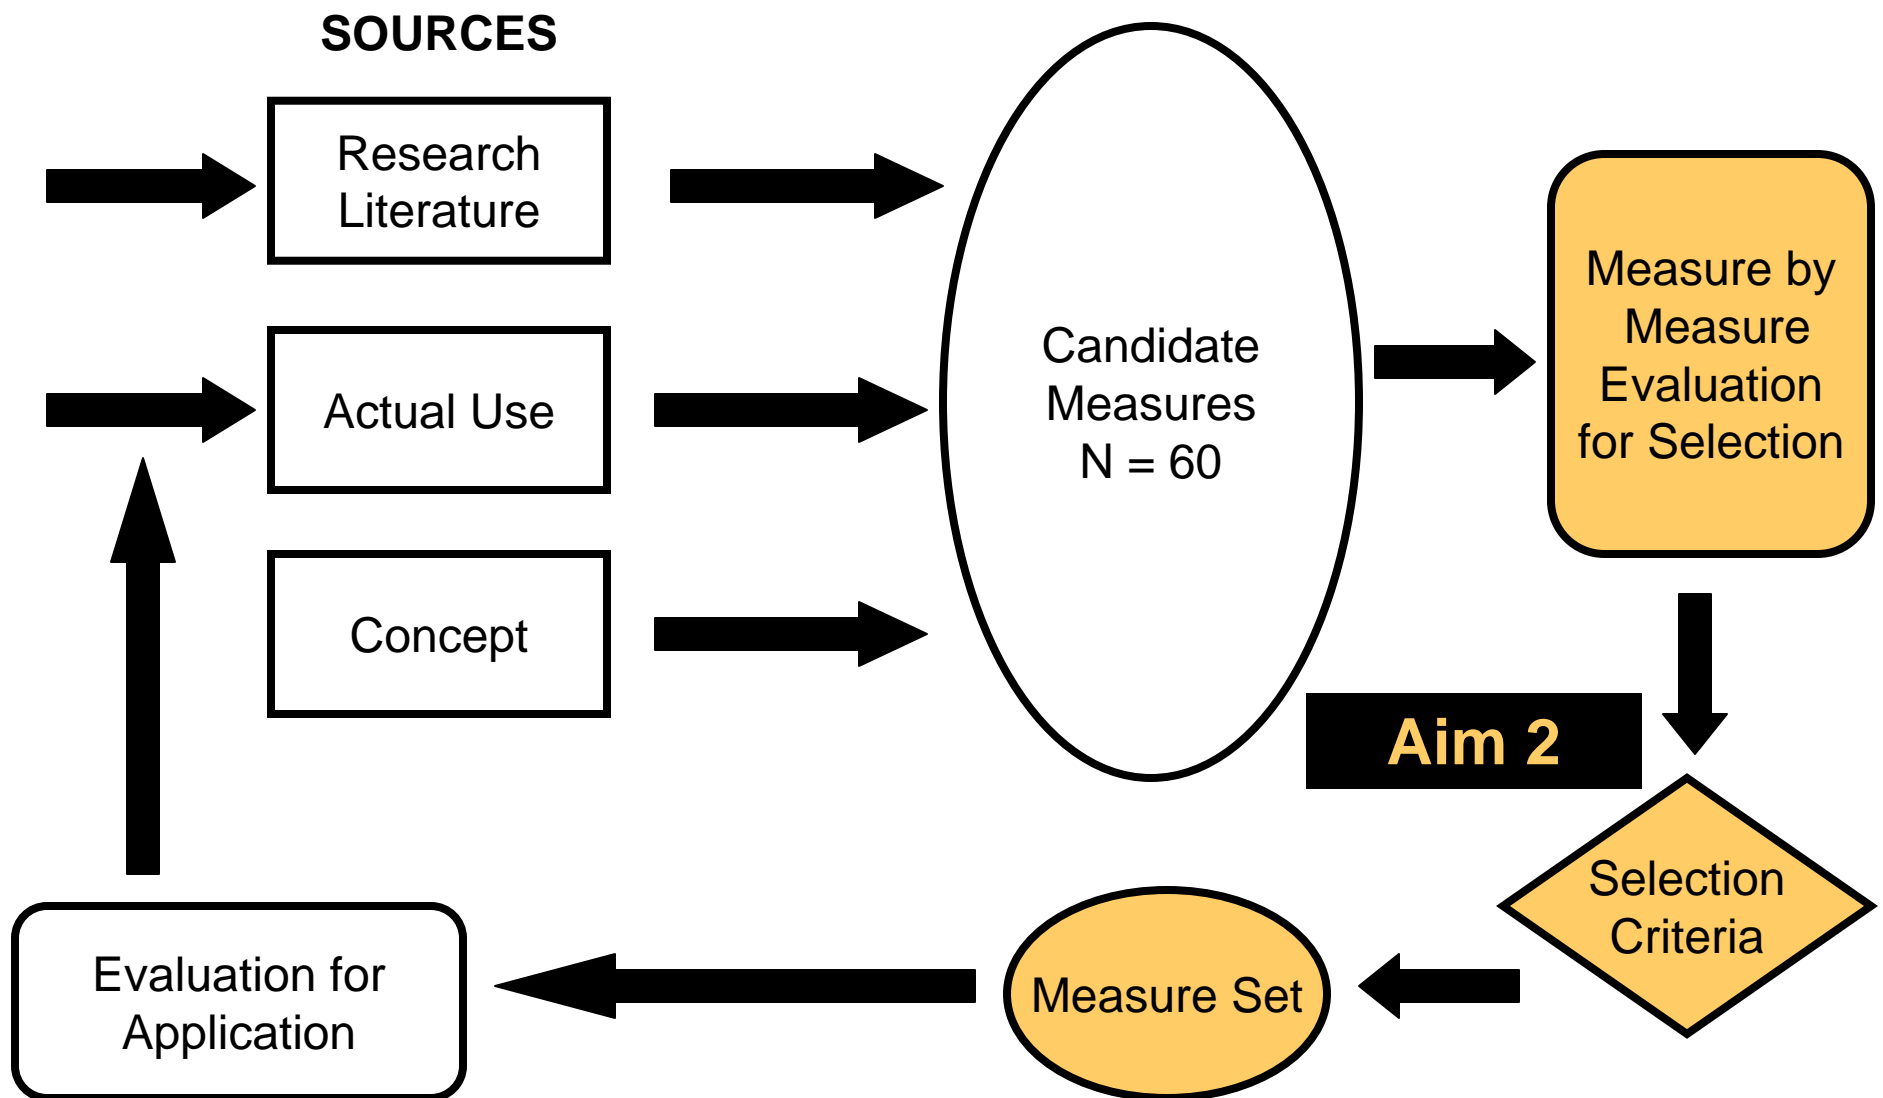 SOURCES
Research
Literature
Actual Use
Concept
Candidate
Measures
N = 60
Measure by
Measure
Evaluation
for Selection
Aim 2
Selection
Criteria
Measure Set
Evaluation for
Application